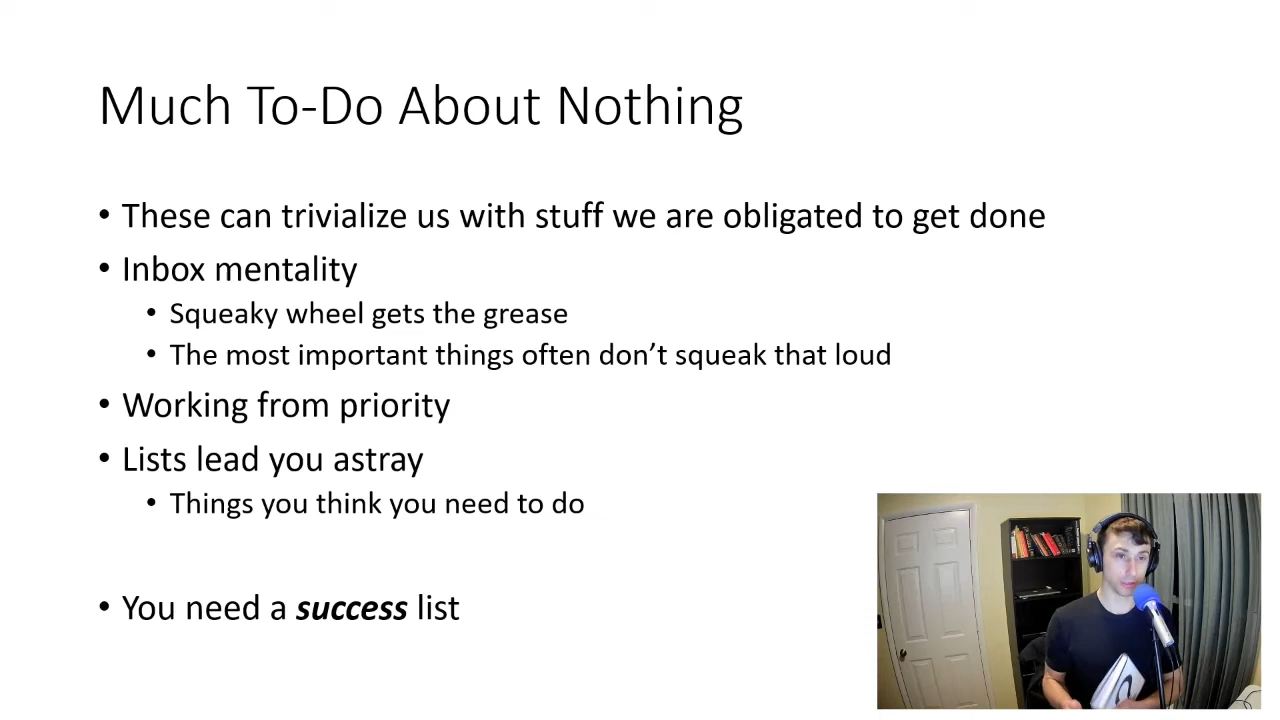 Much To-Do About Nothing
• These can trivialize us with stuff we are obligated to get done
• Inbox mentality
• Squeaky wheel gets the grease
• The most important things often don’t squeak that loud
• Working from priority
• Lists lead you astray
• Things you think you need to do
• You need a success list